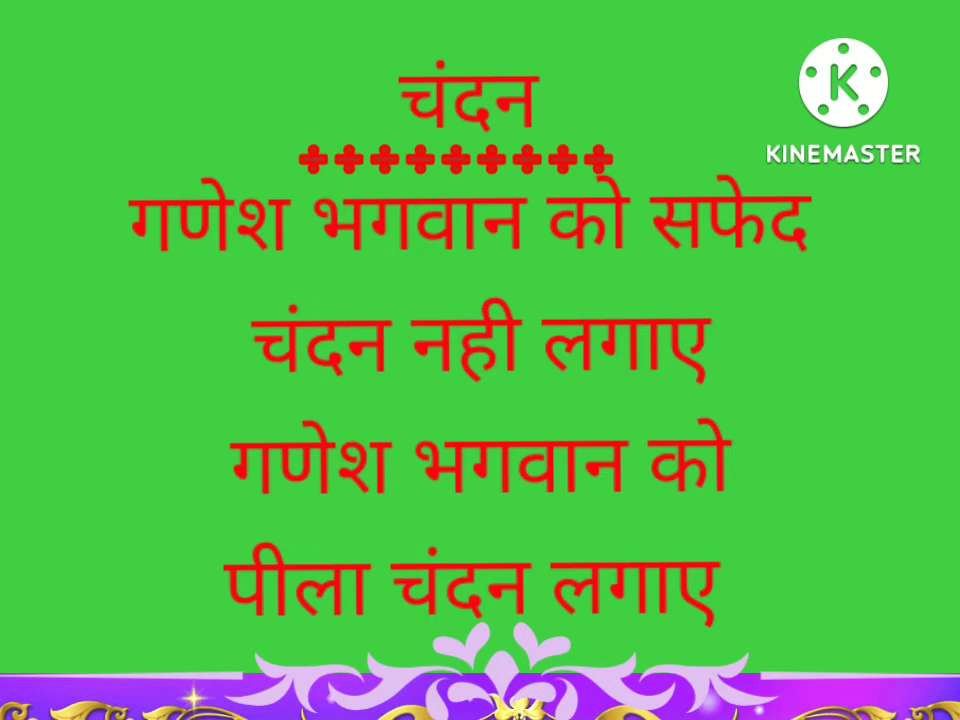 चंदन
KINEMASTER
गणेश भगवान को सफेद
चंदन नही लगाए
गणेश भगवान को
पीला चंदन लगाए